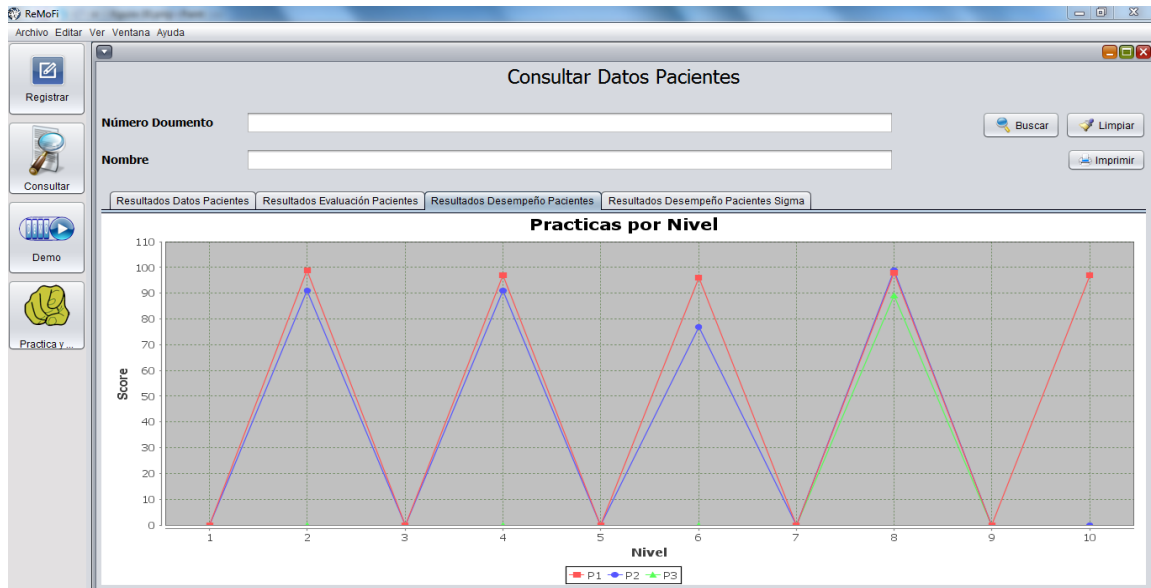 ReMoFi
Archivo Editar Ver Ventana Ayuda
Registrar
Consultar
Demo
Practica y ...
Consultar Datos Pacientes
Número Doumento
Buscar
Limpiar
Nombre
Imprimir
Resultados Datos Pacientes Resultados Evaluación Pacientes Resultados Desempeño Pacientes Resultados Desempeño Pacientes Sigma
Practicas por Nivel
Score
110
100
90
80
70
60
50
40
30
20
10
0
1 2 3 4 5 6 7 8 9 10
Nivel
P1 P2 P3